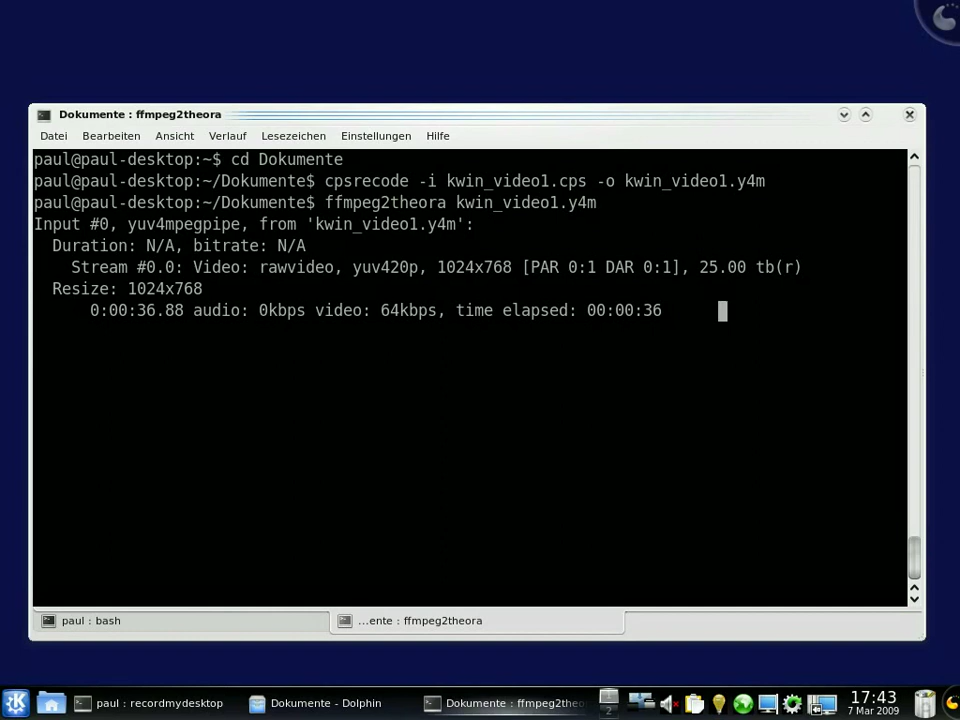 Dokumente : ffmpeg2theora
Datei Bearbeiten Ansicht Verlauf Lesezeichen Einstellungen Hilfe
paul@paul-desktop:~$ cd Dokumente
paul@paul-desktop:~/Dokumente$ cpsrecode -i kwin_video1.cps -o kwin_video1.y4m
paul@paul-desktop:~/Dokumente$ ffmpeg2theora kwin_video1.y4m
Input #0, yuv4mpegpipe, from 'kwin_video1.y4m':
Duration: N/A, bitrate: N/A
Stream #0.0: Video: rawvideo, yuv420p, 1024x768 [PAR 0:1 DAR 0:1], 25.00 tb(r)
Resize: 1024x768
0:00:36.88 audio: 0kbps video: 64kbps, time elapsed: 00:00:36
paul : bash
...ente : ffmpeg2theora
paul : recordmydesktop
Dokumente - Dolphin
Dokumente : ffmpeg2theo
1
2
17:43
7 Mar 2009